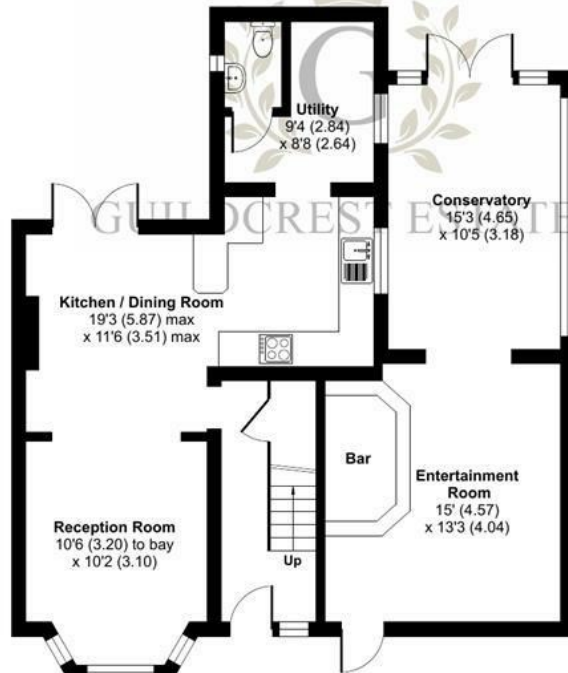 G
Utility
9'4 (2.84)
x 8'8 (2.64)
Conservatory
15'3 (4.65)
x 10'5 (3.18)
GUILDCREST ESTATE
Kitchen / Dining Room
19'3 (5.87) max
x 11'6 (3.51) max
Bar
Entertainment
Room
15' (4.57)
x 13'3 (4.04)
Reception Room
10'6 (3.20) to bay
x 10'2 (3.10)
Up